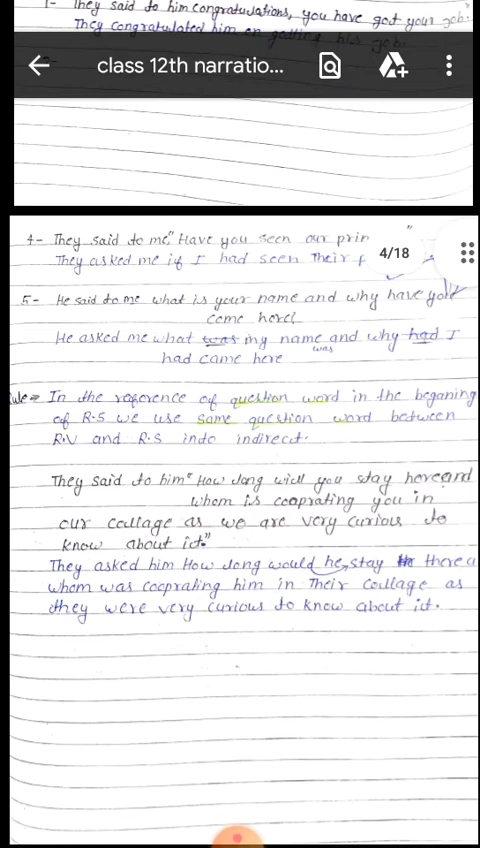 1- They said to him congratulations, you have got your job."
They congratulated him on getting his job.
class 12th narratio...
4- They said to me," Have you seen our prin
They asked me if I had seen Their p
4/18
5- He said to me what is your name and why have you
come here!
He asked me what was my name and why had I
was
had came here
Rule⇒ In the reference of question word in the beganing
of R.S we use same question word between
R.V and R.S into indirect.
They said to him" How long will you stay here and
whom is cooprating you in
our collage as we are very curious to
know about ict."
They asked him How long would he stay there a
whom was cooprating him in Their collage as
they were very curious to know about it.